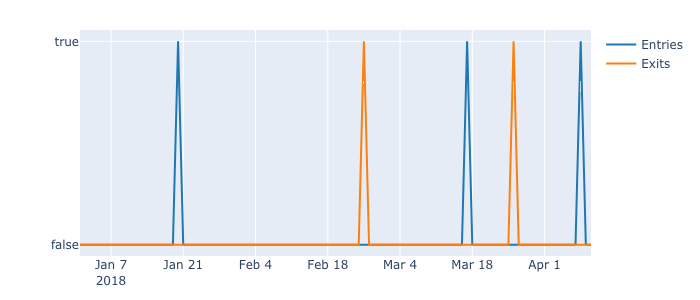 true
false
Jan 7
2018
Jan 21
Feb 4
Feb 18
Mar 4
Mar 18
Apr 1
Entries
Exits